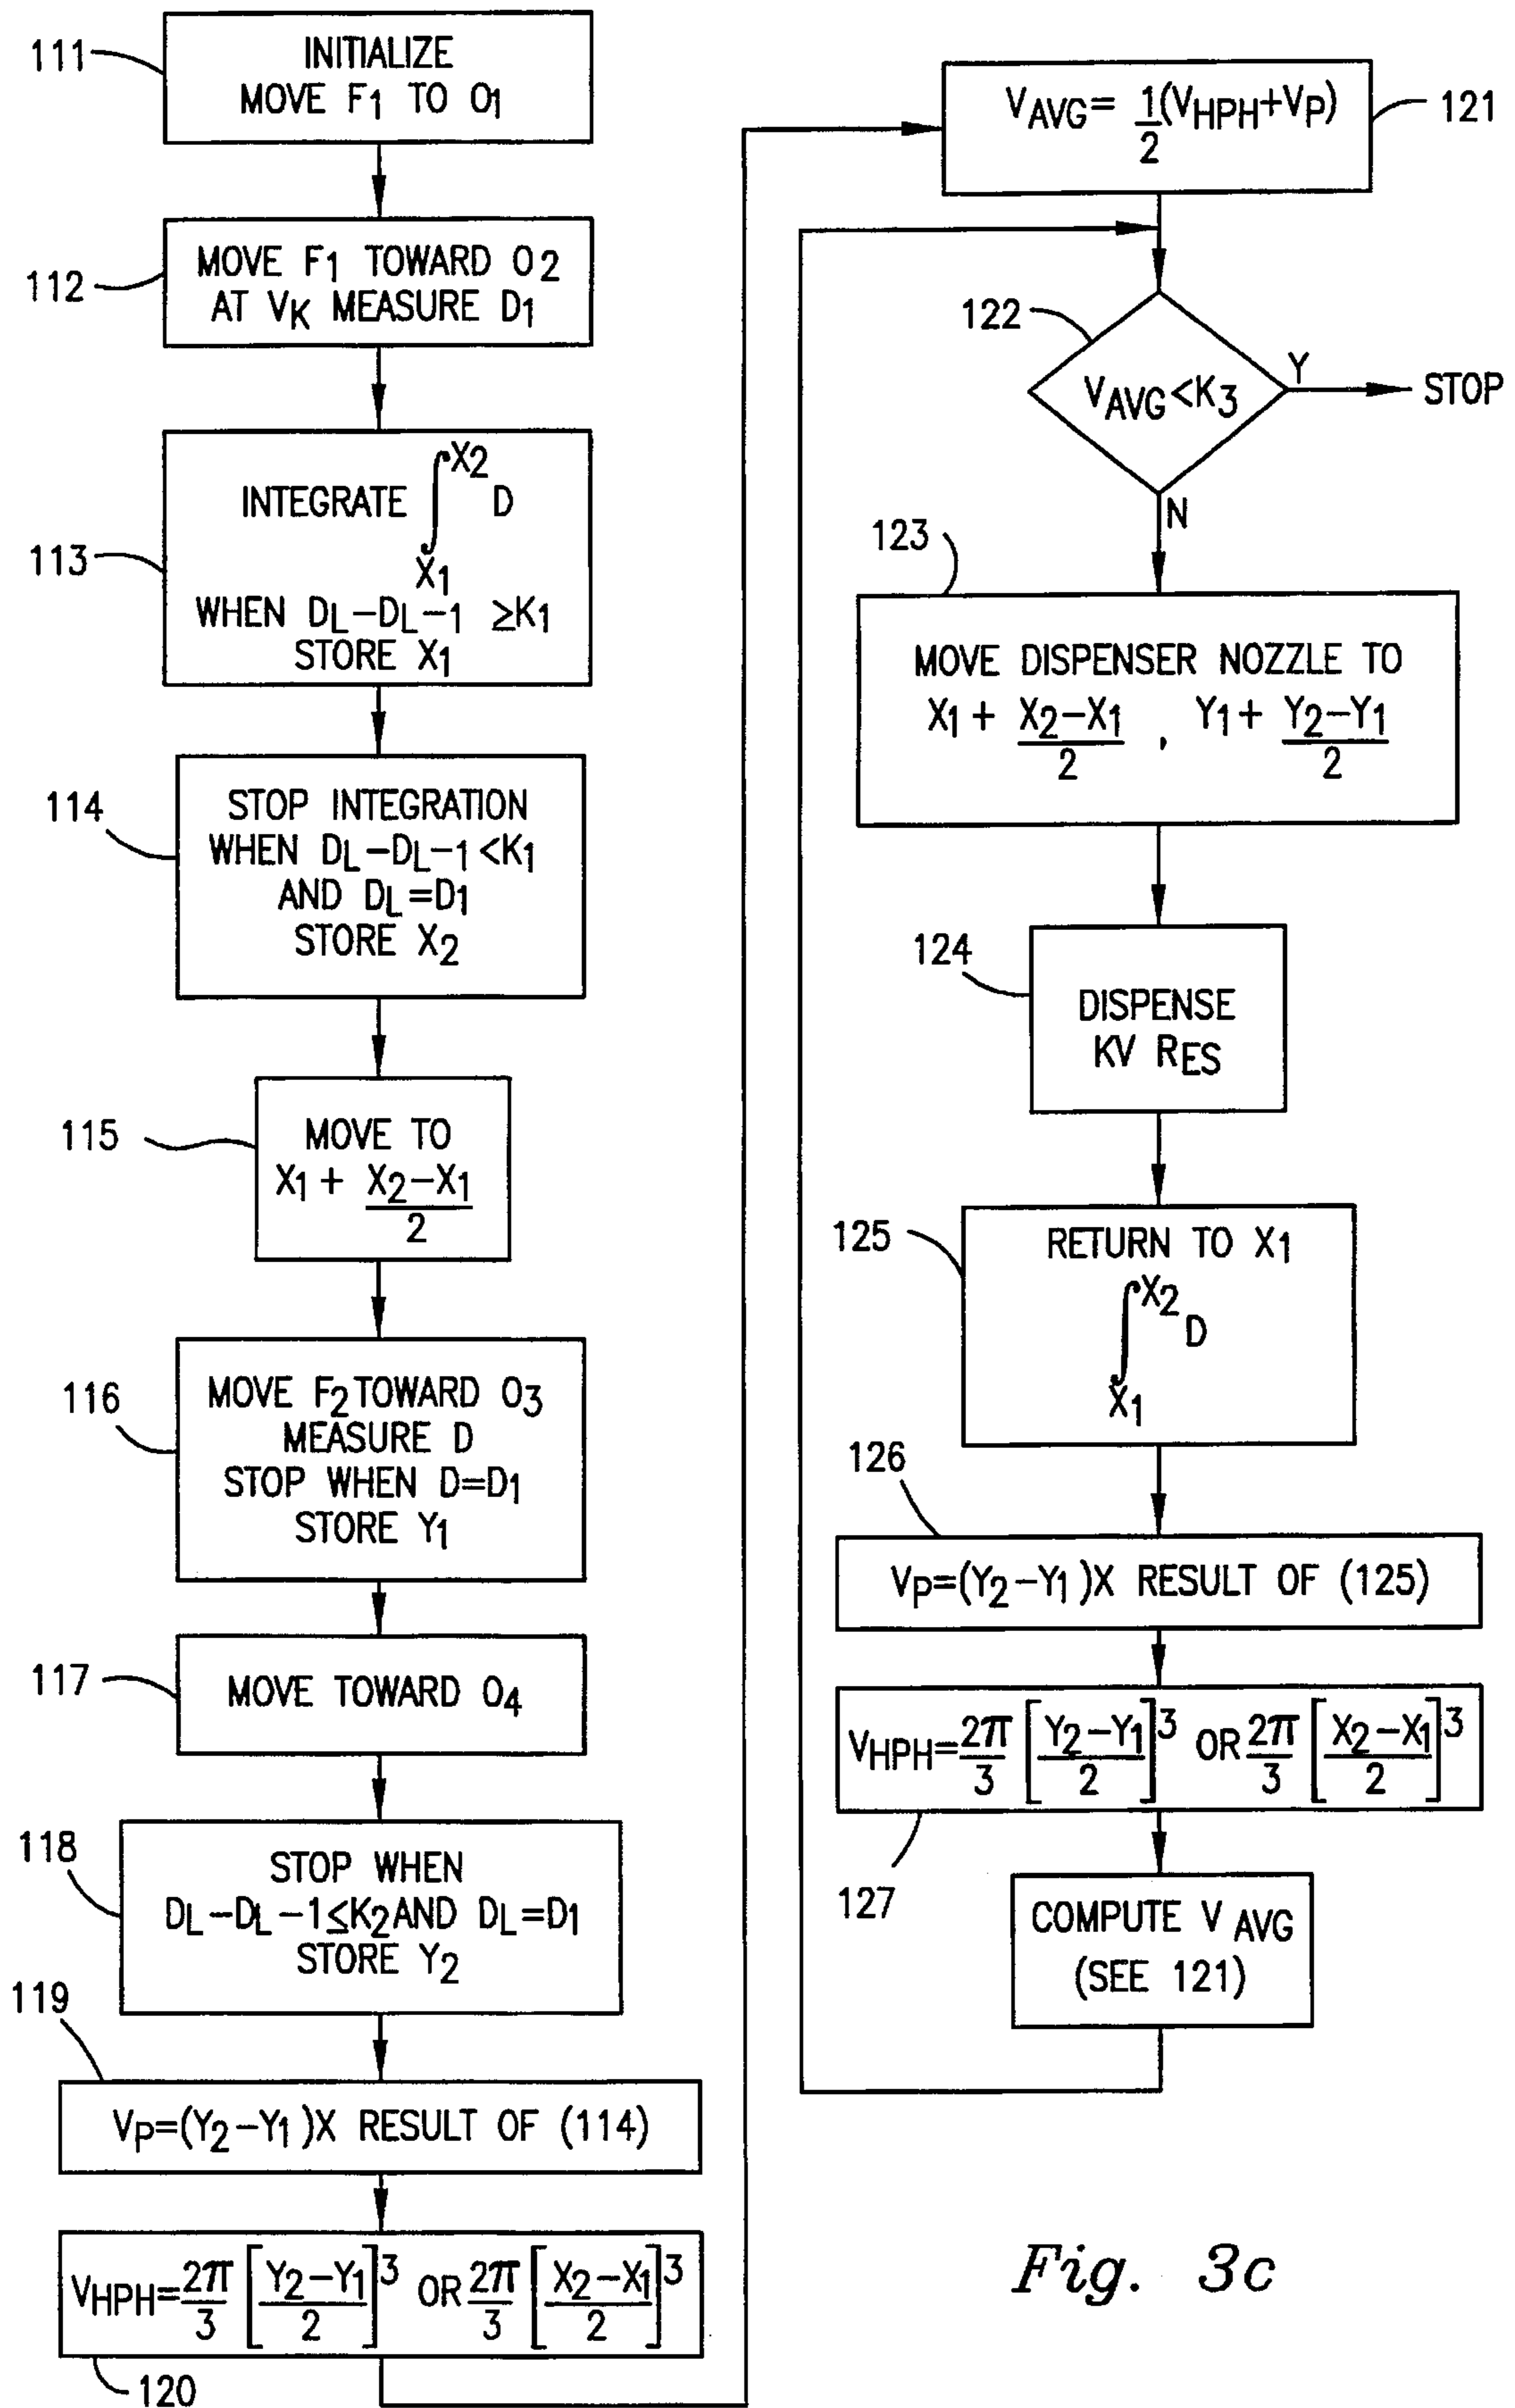 111
INITIALIZE
MOVE F1 TO O1
112
MOVE F1 TOWARD O2
AT VK MEASURE D1
113
INTEGRATE ∫X1X2 D
WHEN DL−DL−1 ≥K1
STORE X1
114
STOP INTEGRATION
WHEN DL−DL−1 <K1
AND DL=D1
STORE X2
115
MOVE TO
X1 + X2−X1/2
116
MOVE F2 TOWARD O3
MEASURE D
STOP WHEN D=D1
STORE Y1
117
MOVE TOWARD O4
118
STOP WHEN
DL−DL−1≤K2 AND DL=D1
STORE Y2
119
VP=(Y2−Y1)X RESULT OF (114)
VHPH=2π/3 [Y2−Y1/2]3 OR 2π/3 [X2−X1/2]3
120
VAVG= 1/2(VHPH+VP)
121
122
VAVG<K3
Y
STOP
N
123
MOVE DISPENSER NOZZLE TO
X1 + X2−X1/2 , Y1 + Y2−Y1/2
124
DISPENSE
KV RES
125
RETURN TO X1
∫X1X2 D
126
VP=(Y2−Y1)X RESULT OF (125)
VHPH=2π/3 [Y2−Y1/2]3 OR 2π/3 [X2−X1/2]3
127
COMPUTE V AVG
(SEE 121)
Fig. 3c